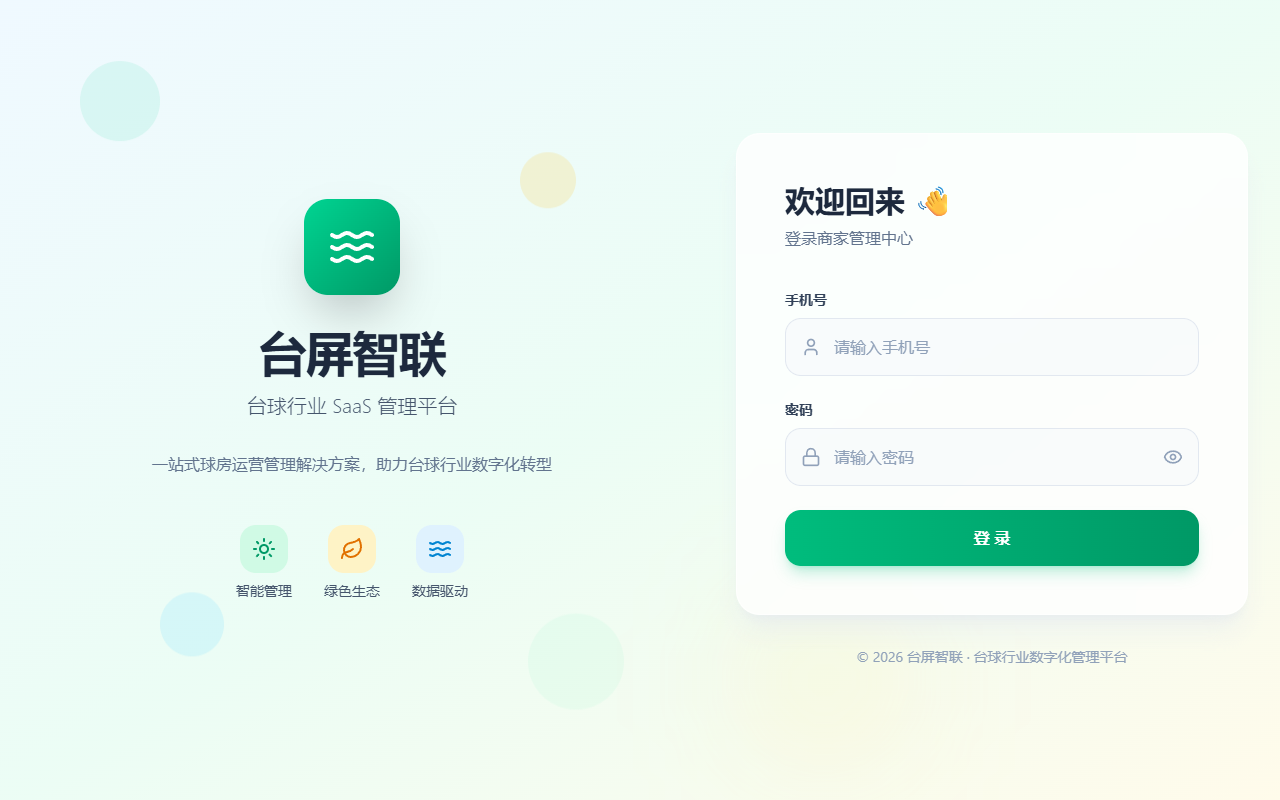 台屏智联
台球行业 SaaS 管理平台
一站式球房运营管理解决方案，助力台球行业数字化转型
智能管理
绿色生态
数据驱动
欢迎回来 👋
登录商家管理中心
手机号
请输入手机号
密码
请输入密码
登 录
© 2026 台屏智联 · 台球行业数字化管理平台